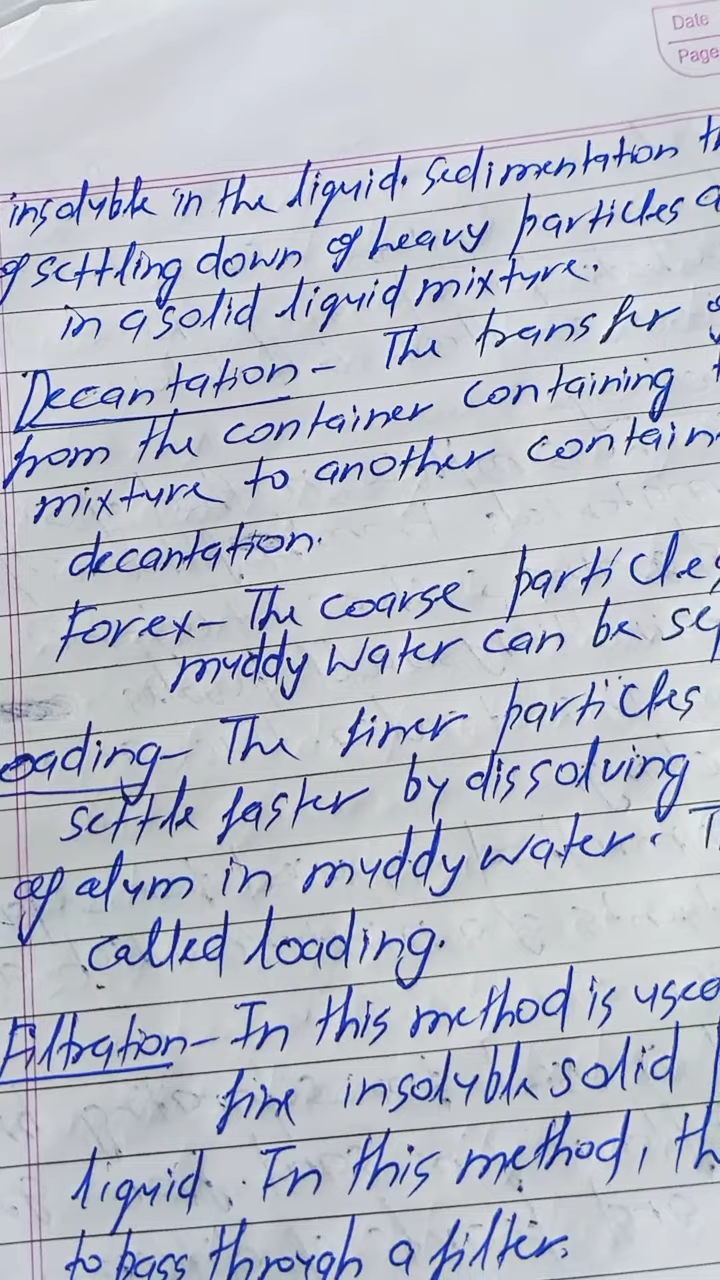 Date
Page
insoluble in the liquid. Sedimentation
of settling down of heavy particles
in a solid liquid mixture.
Decantation - The transfer
from the container containing
mixture to another contain
decantation.
For ex - The coarse particles
muddy water can be
oading - The finer particles
settle faster by dissolving
of alum in muddy water.
called loading.
Filtration - In this method is used
fine insoluble solid
liquid. In this method, th
to pass through a filter.